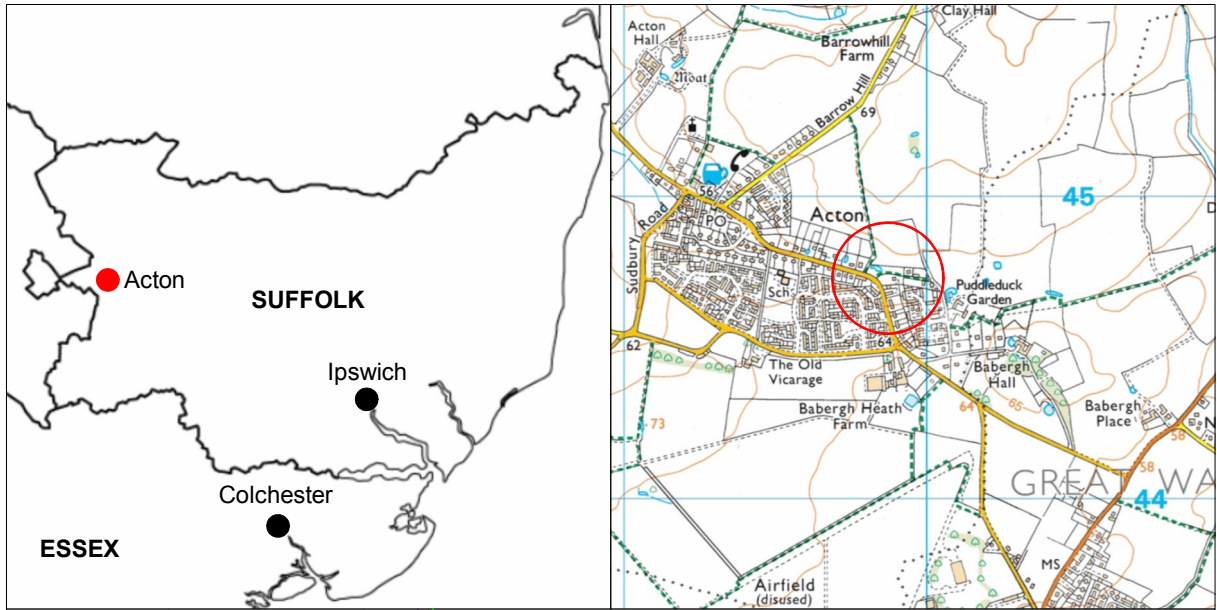 Acton
SUFFOLK
Ipswich
Colchester
ESSEX
Acton
Hall
Moat
Clay Hall
Barrowhill
Farm
Barrow Hill
69
56
45
Acton
PO
Sudbury Road
Sch
Puddleduck
Garden
62
64
The Old
Vicarage
Babergh
Hall
Babergh Heath
Farm
64
65
Babergh
Place
73
58
58
GREAT WA
44
MS
Airfield
(disused)
N
D